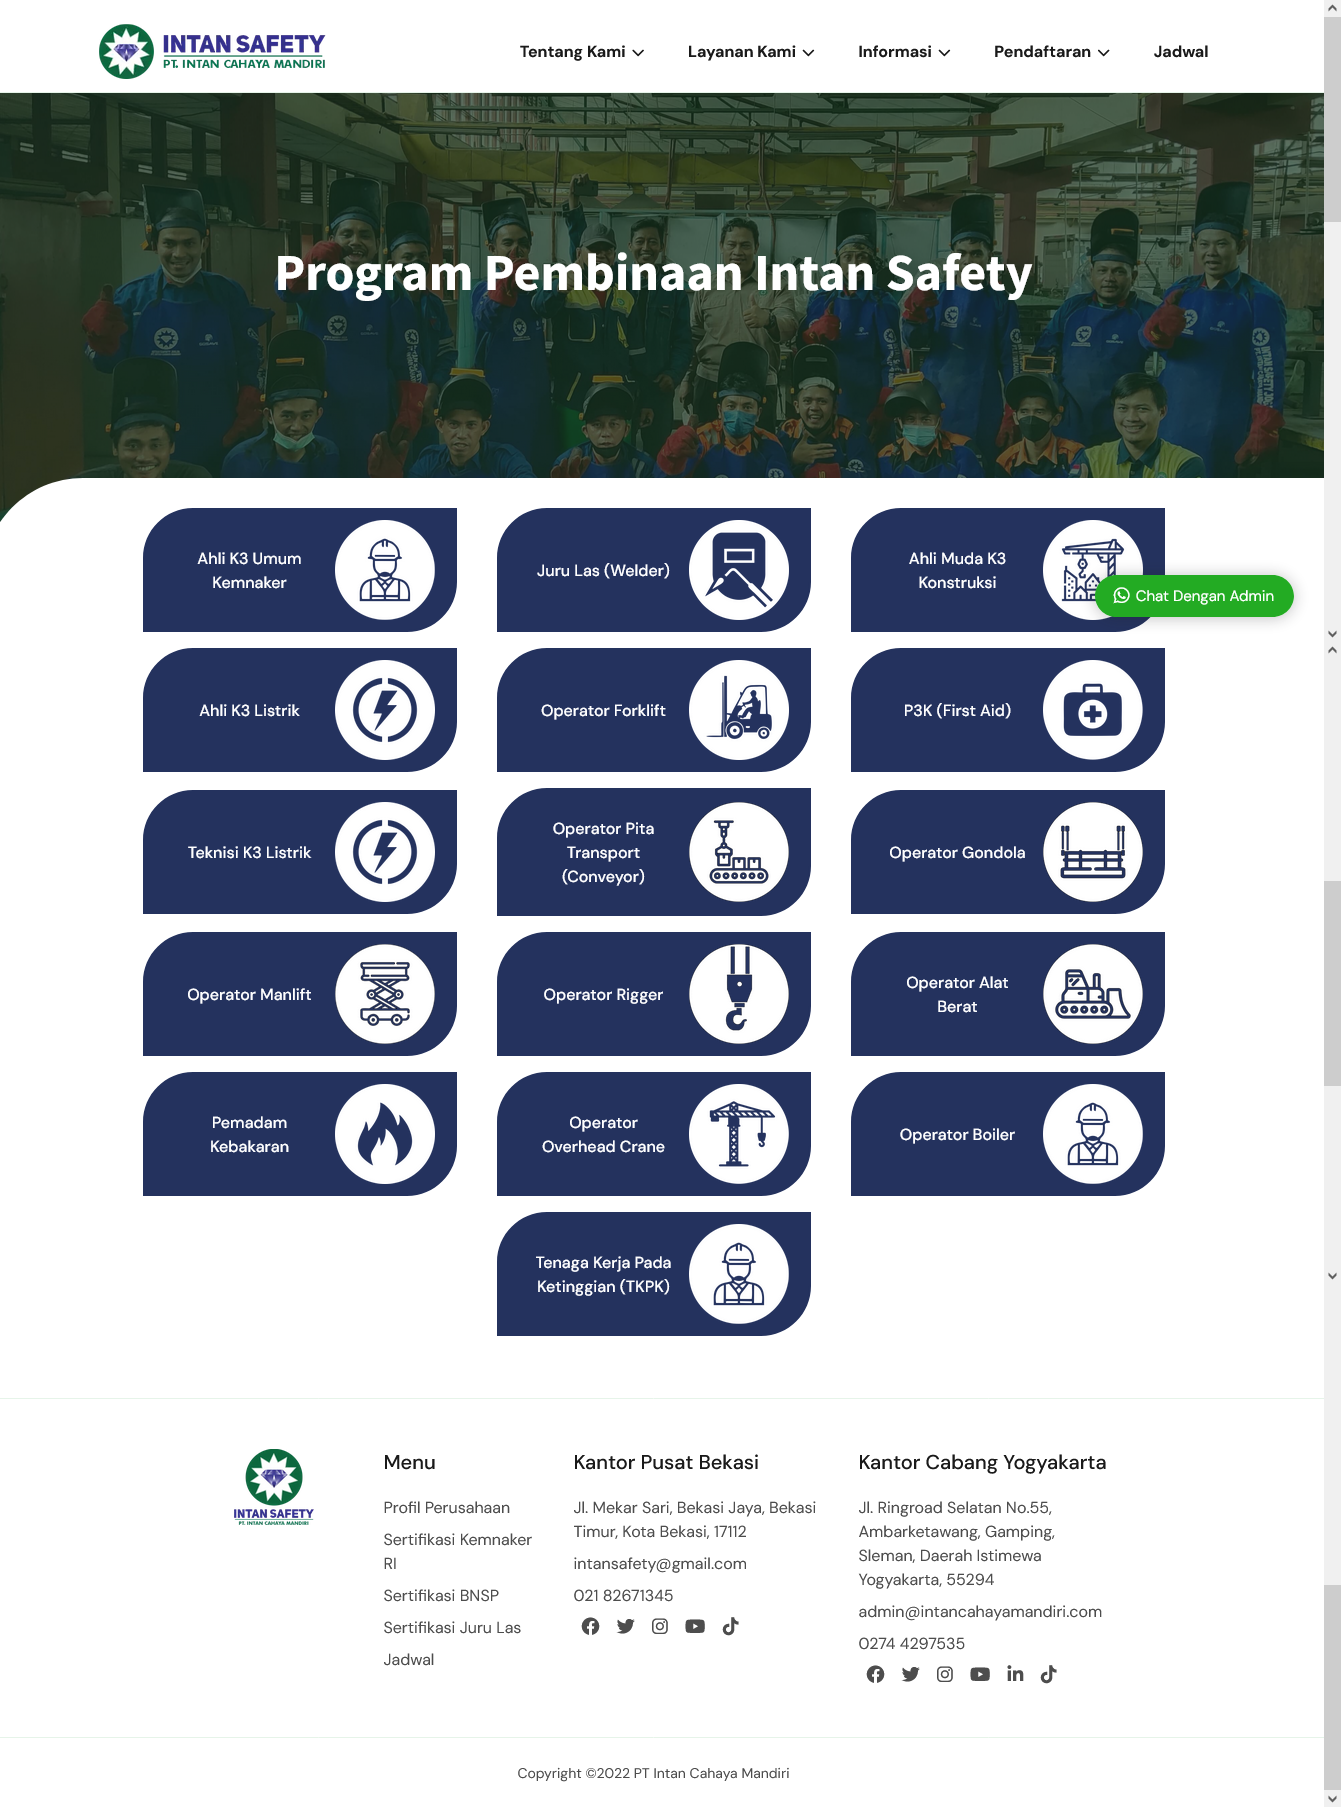 INTAN SAFETY
PT. INTAN CAHAYA MANDIRI
Tentang Kami
Layanan Kami
Informasi
Pendaftaran
Jadwal
Program Pembinaan Intan Safety
Ahli K3 Umum
Kemnaker
Juru Las (Welder)
Ahli Muda K3
Konstruksi
Chat Dengan Admin
Ahli K3 Listrik
Operator Forklift
P3K (First Aid)
Teknisi K3 Listrik
Operator Pita
Transport
(Conveyor)
Operator Gondola
Operator Manlift
Operator Rigger
Operator Alat
Berat
Pemadam
Kebakaran
Operator
Overhead Crane
Operator Boiler
Tenaga Kerja Pada
Ketinggian (TKPK)
INTAN SAFETY
PT. INTAN CAHAYA MANDIRI
Menu
Profil Perusahaan
Sertifikasi Kemnaker
RI
Sertifikasi BNSP
Sertifikasi Juru Las
Jadwal
Kantor Pusat Bekasi
Jl. Mekar Sari, Bekasi Jaya, Bekasi
Timur, Kota Bekasi, 17112
intansafety@gmail.com
021 82671345
Kantor Cabang Yogyakarta
Jl. Ringroad Selatan No.55,
Ambarketawang, Gamping,
Sleman, Daerah Istimewa
Yogyakarta, 55294
admin@intancahayamandiri.com
0274 4297535
Copyright ©2022 PT Intan Cahaya Mandiri